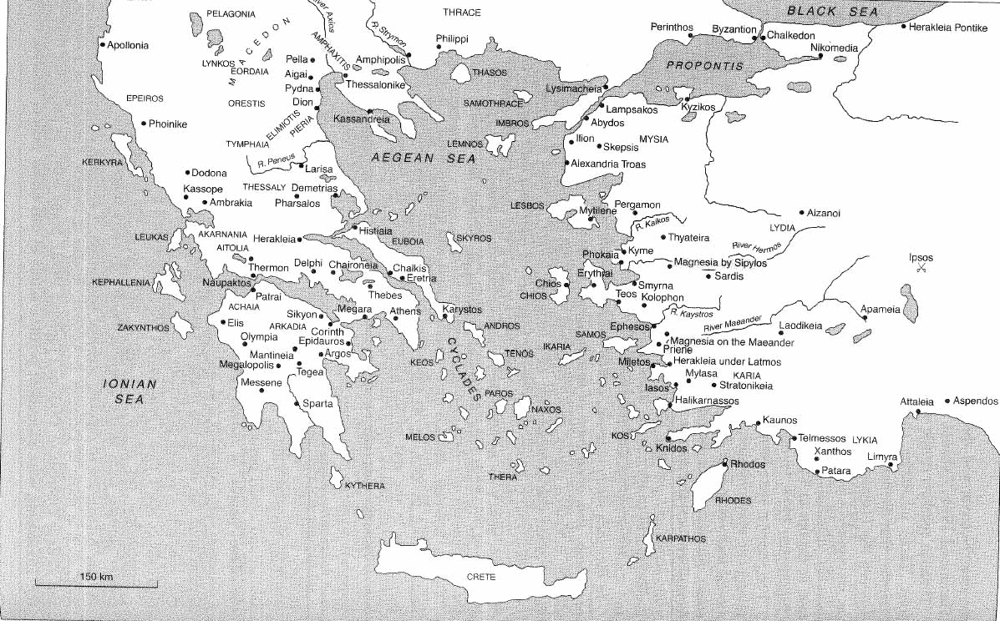 BLACK SEA
THRACE
PELAGONIA
River Axios
R. Strymon
Perinthos
Byzantion
Chalkedon
Herakleia Pontike
Apollonia
MACEDON
AMPHAXITIS
Philippi
Nikomedia
LYNKOS
EORDAIA
Pella
Amphipolis
PROPONTIS
Aigai
THASOS
Thessalonike
Pydna
Lysimacheia
EPEIROS
ORESTIS
Dion
SAMOTHRACE
Lampsakos
Kyzikos
ELIMIOTIS
PIERIA
Kassandreia
IMBROS
Abydos
Phoinike
TYMPHAIA
LEMNOS
Ilion
MYSIA
Skepsis
KERKYRA
R. Peneus
AEGEAN SEA
Alexandria Troas
Larisa
Dodona
THESSALY
Demetrias
Kassope
Ambrakia
Pharsalos
LESBOS
Mytilene
Pergamon
Aizanoi
R. Kaikos
LYDIA
LEUKAS
AKARNANIA
Herakleia
Histiaia
EUBOIA
SKYROS
Thyateira
River Hermos
AITOLIA
Phokaia
Kyme
Ipsos
Thermon
Delphi
Chaironeia
Chalkis
Erythrai
Magnesia by Sipylos
KEPHALLENIA
Naupaktos
Eretria
Chios
Sardis
Patrai
Thebes
CHIOS
Smyrna
Teos
Kolophon
ACHAIA
Sikyon
Megara
Athens
Karystos
R. Kaystros
Apameia
ZAKYNTHOS
Elis
ARKADIA
Corinth
ANDROS
Ephesos
River Maeander
Laodikeia
Olympia
Epidauros
SAMOS
Magnesia on the Maeander
Mantineia
Argos
CYCLADES
IKARIA
Priene
KEOS
TENOS
Megalopolis
Tegea
Miletos
Herakleia under Latmos
IONIAN
SEA
Messene
Mylasa
KARIA
Iasos
Stratonikeia
PAROS
NAXOS
Sparta
Halikarnassos
Attaleia
Aspendos
MELOS
KOS
Kaunos
Knidos
Telmessos
LYKIA
Xanthos
Limyra
THERA
Rhodos
Patara
KYTHERA
RHODES
KARPATHOS
CRETE
150 km